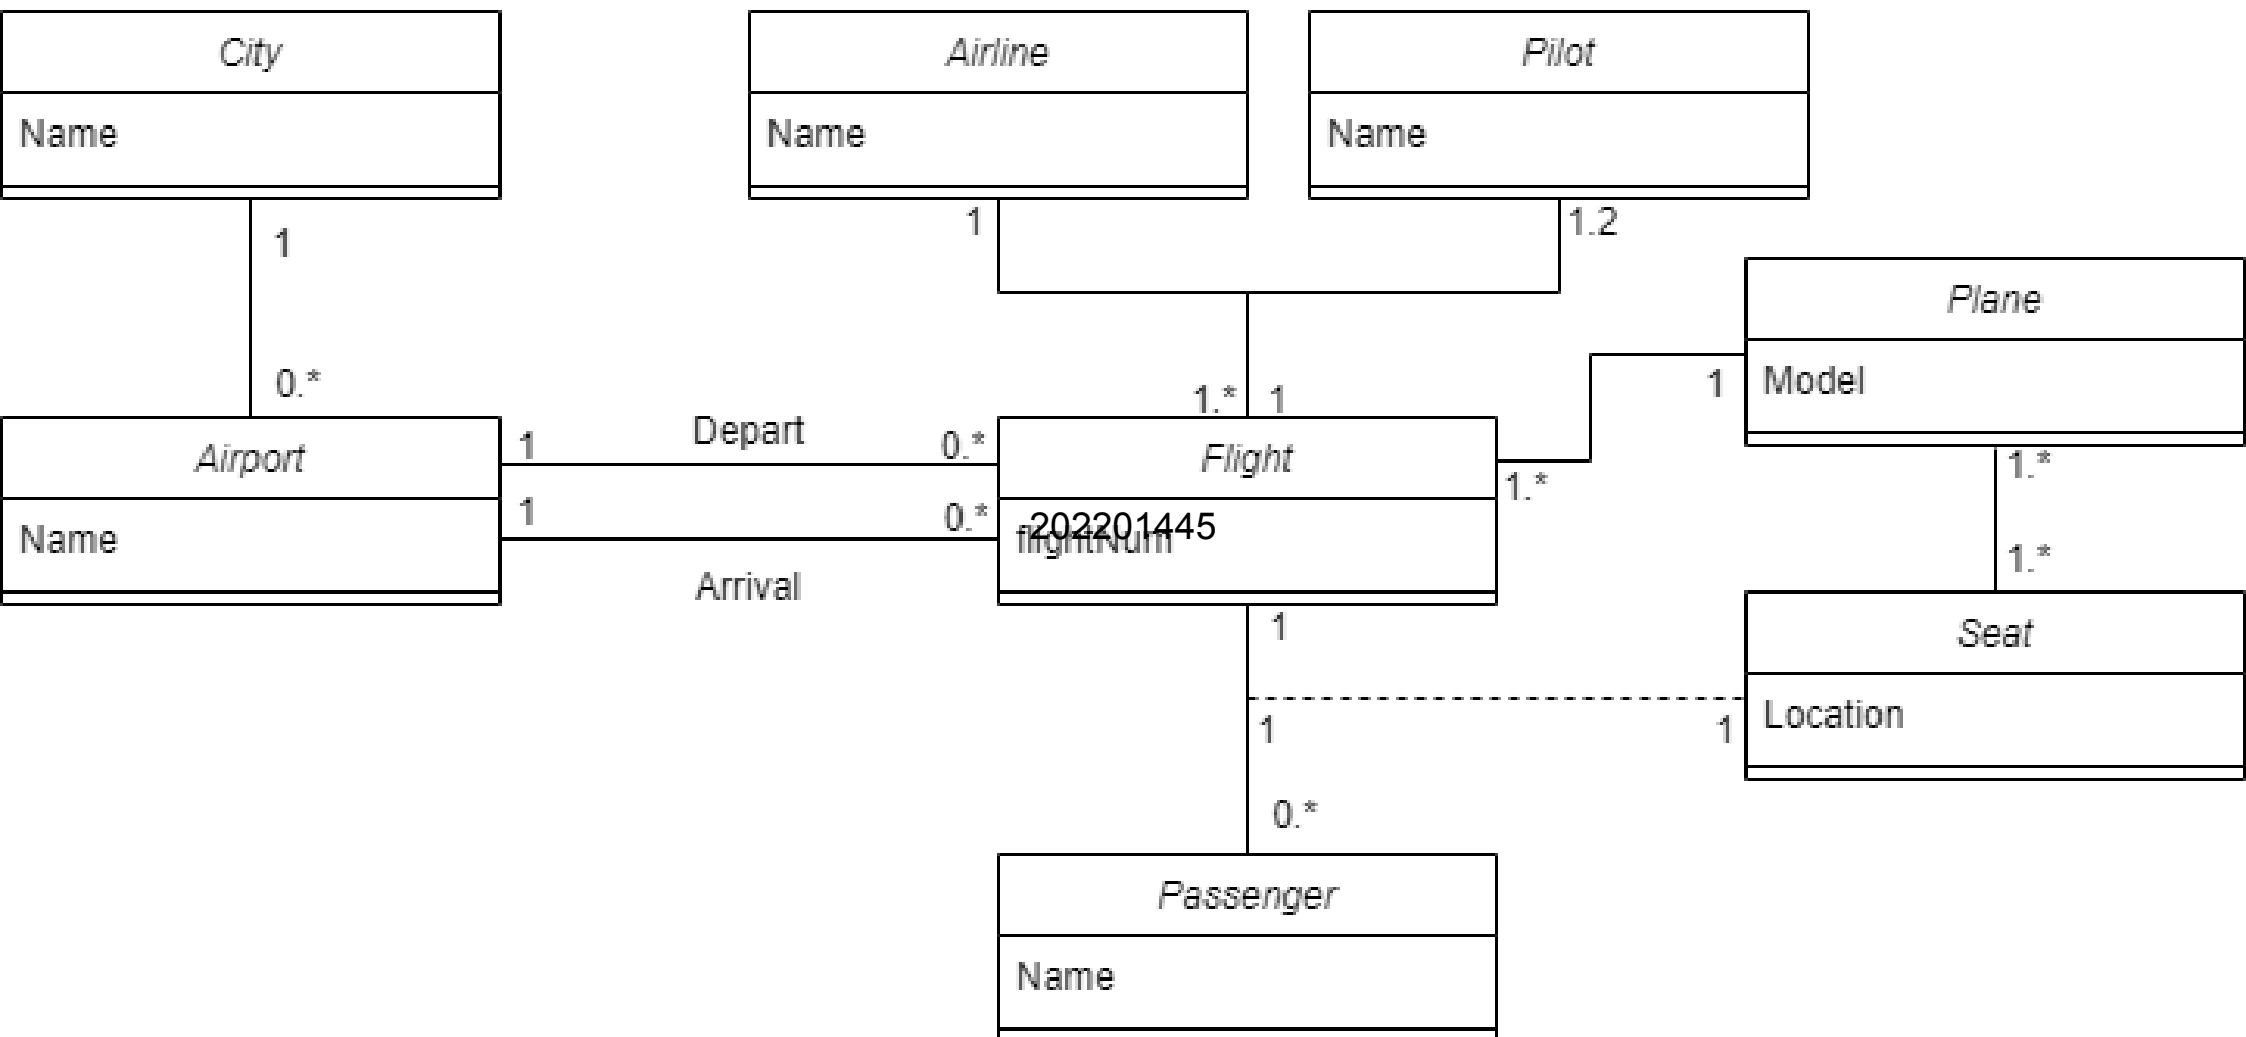 City
Name
Airline
Name
Pilot
Name
1
1
1.2
Plane
Model
0.*
1.*
1
1
Airport
Name
1
Depart
0.*
1
Arrival
0.*
Flight
flightNum
202201445
1.*
1.*
1.*
Seat
Location
1
1
1
0.*
Passenger
Name